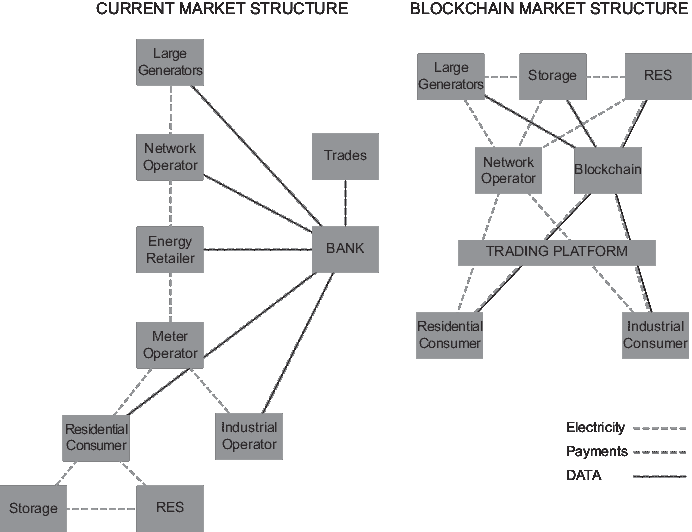 CURRENT MARKET STRUCTURE
Large
Generators
Network
Operator
Trades
Energy
Retailer
BANK
Meter
Operator
Residential
Consumer
Industrial
Operator
Storage
RES
BLOCKCHAIN MARKET STRUCTURE
Large
Generators
Storage
RES
Network
Operator
Blockchain
TRADING PLATFORM
Residential
Consumer
Industrial
Consumer
Electricity
Payments
DATA